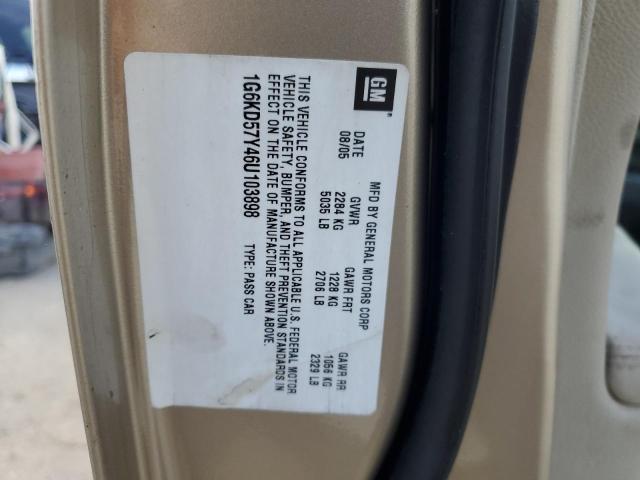 GM
MFD BY GENERAL MOTORS CORP
DATE GVWR GAWR FRT GAWR RR
08/05 2284 KG 1228 KG 1056 KG
5035 LB 2706 LB 2329 LB
THIS VEHICLE CONFORMS TO ALL APPLICABLE U.S. FEDERAL MOTOR
VEHICLE SAFETY, BUMPER, AND THEFT PREVENTION STANDARDS IN
EFFECT ON THE DATE OF MANUFACTURE SHOWN ABOVE.
1G6KD57Y46U103898 TYPE: PASS CAR